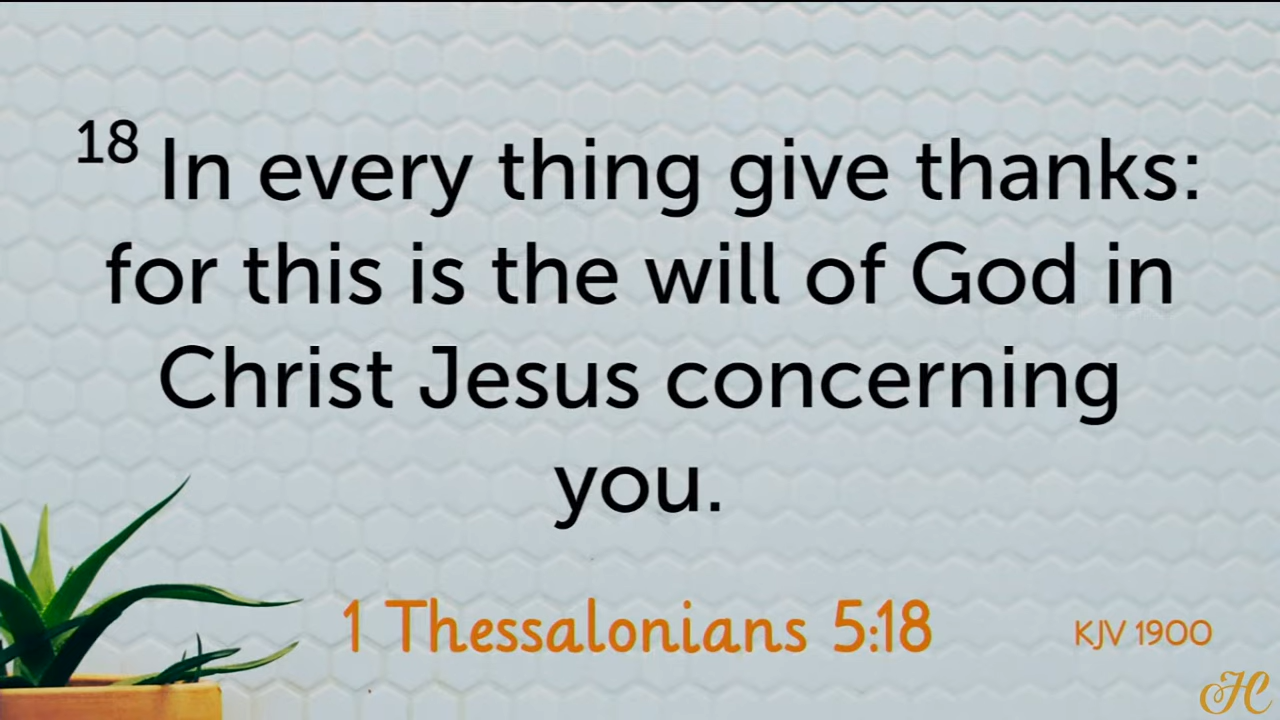 18 In every thing give thanks:
for this is the will of God in
Christ Jesus concerning
you.
1 Thessalonians 5:18
KJV 1900
JC